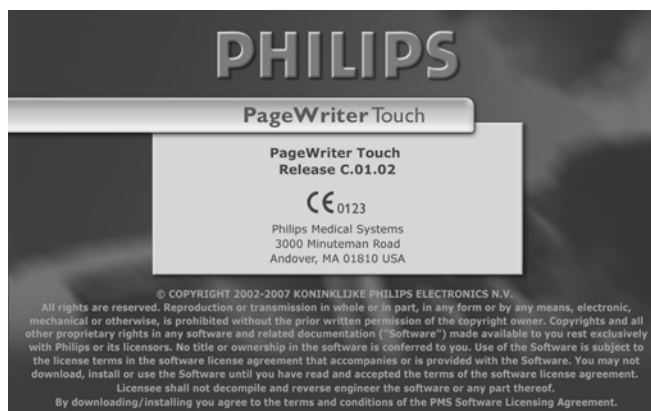 PHILIPS
PageWriter Touch
PageWriter Touch
Release C.01.02
CE 0123
Philips Medical Systems
3000 Minuteman Road
Andover, MA 01810 USA
© COPYRIGHT 2002-2007 KONINKLIJKE PHILIPS ELECTRONICS N.V.
All rights are reserved. Reproduction or transmission in whole or in part, in any form or by any means, electronic,
mechanical or otherwise, is prohibited without the prior written permission of the copyright owner. Copyrights and all
other proprietary rights in any software and related documentation ("Software") made available to you rest exclusively
with Philips or its licensors. No title or ownership in the software is conferred to you. Use of the Software is subject to
the license terms in the software license agreement that accompanies or is provided with the Software. You may not
download, install or use the Software until you have read and accepted the terms of the software license agreement.
Licensee shall not decompile and reverse engineer the software or any part thereof.
By downloading/installing you agree to the terms and conditions of the PMS Software Licensing Agreement.